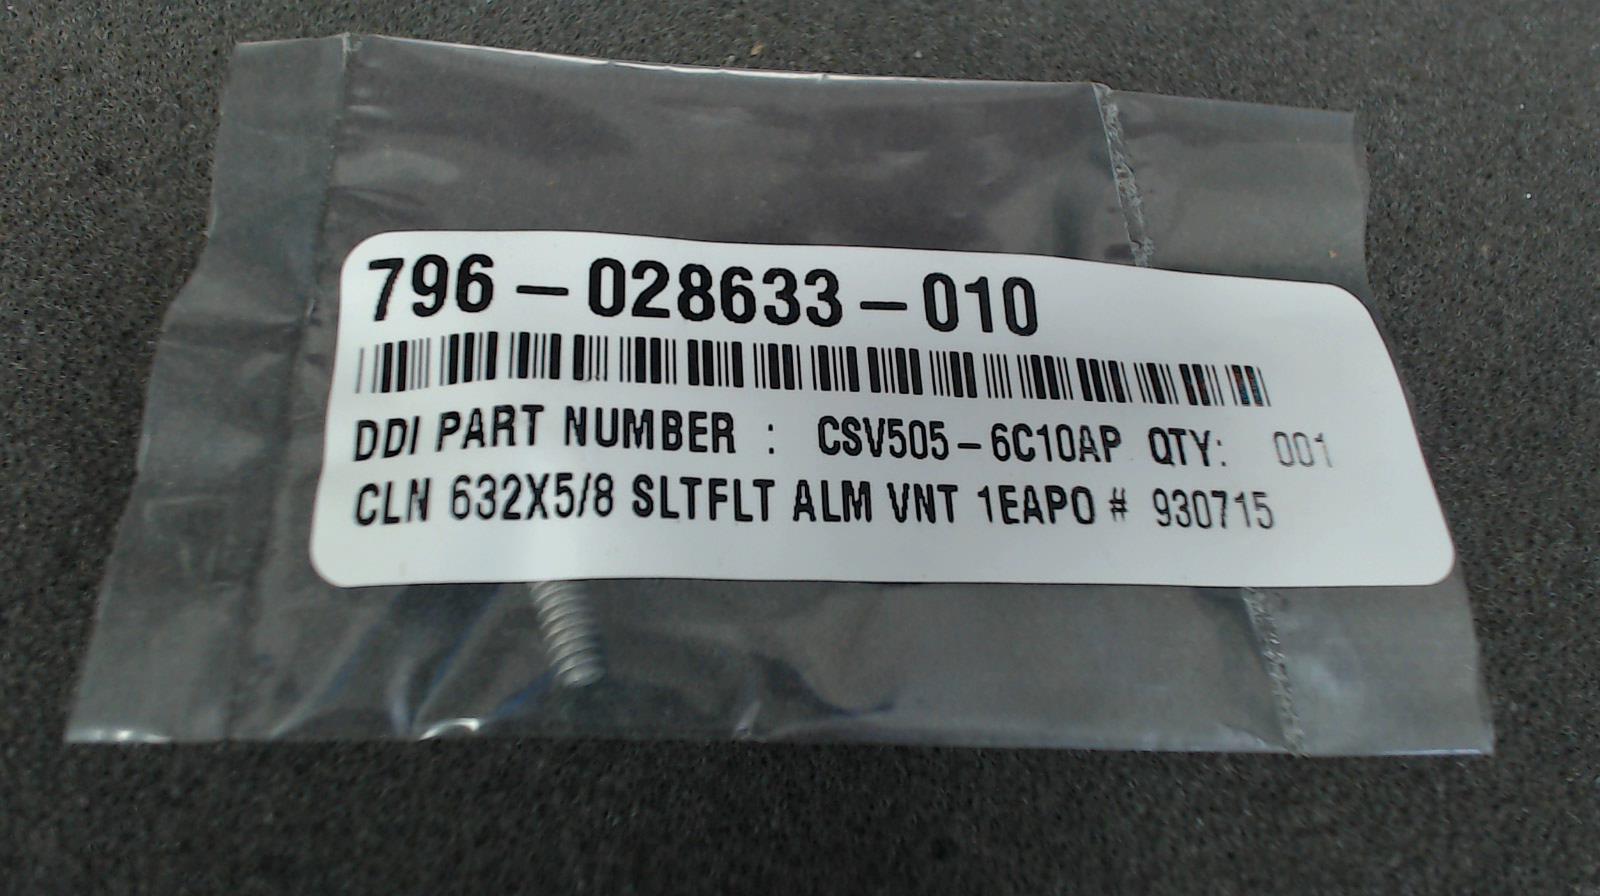 796-028633-010
DDI PART NUMBER : CSV505-6C10AP QTY: 001
CLN 632X5/8 SLTFLT ALM VNT 1EAPO # 930715